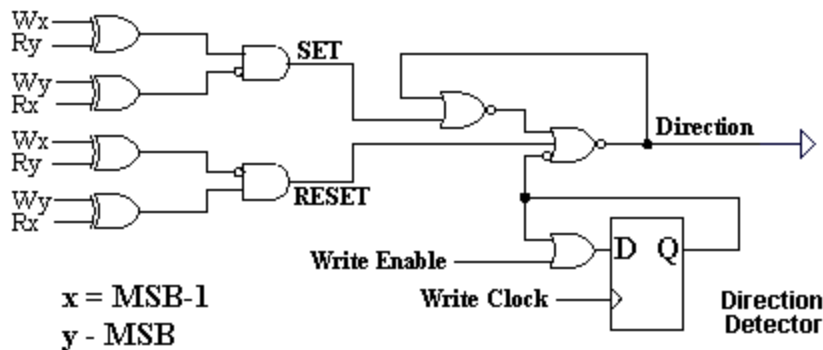 Wx
Ry
Wy
Rx
Wx
Ry
Wy
Rx
SET
RESET
Direction
Write Enable
D Q
Write Clock
Direction
Detector
x = MSB-1
y - MSB